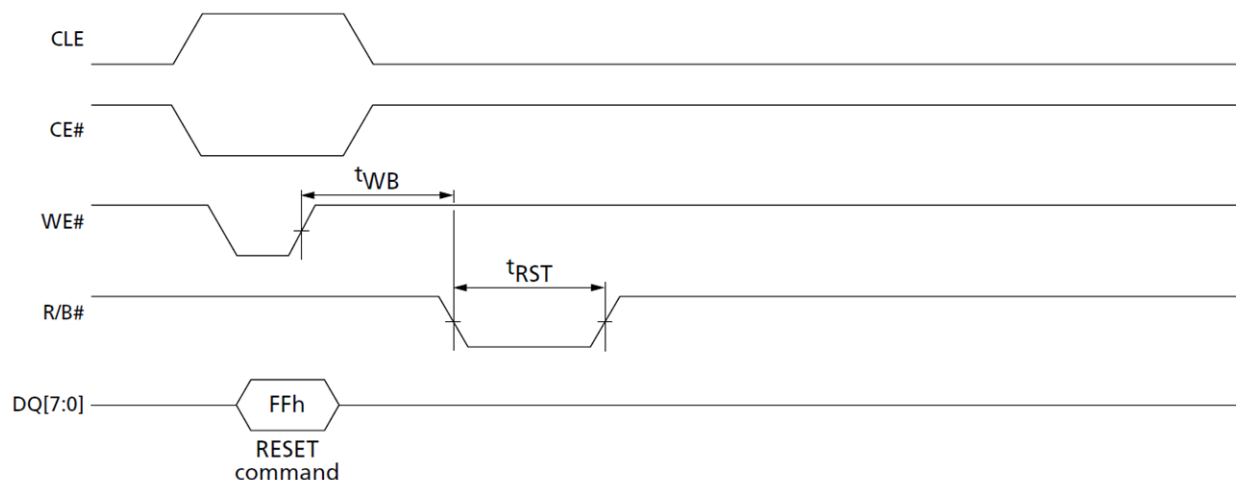 CLE
CE#
tWB
WE#
tRST
R/B#
DQ[7:0]
FFh
RESET
command